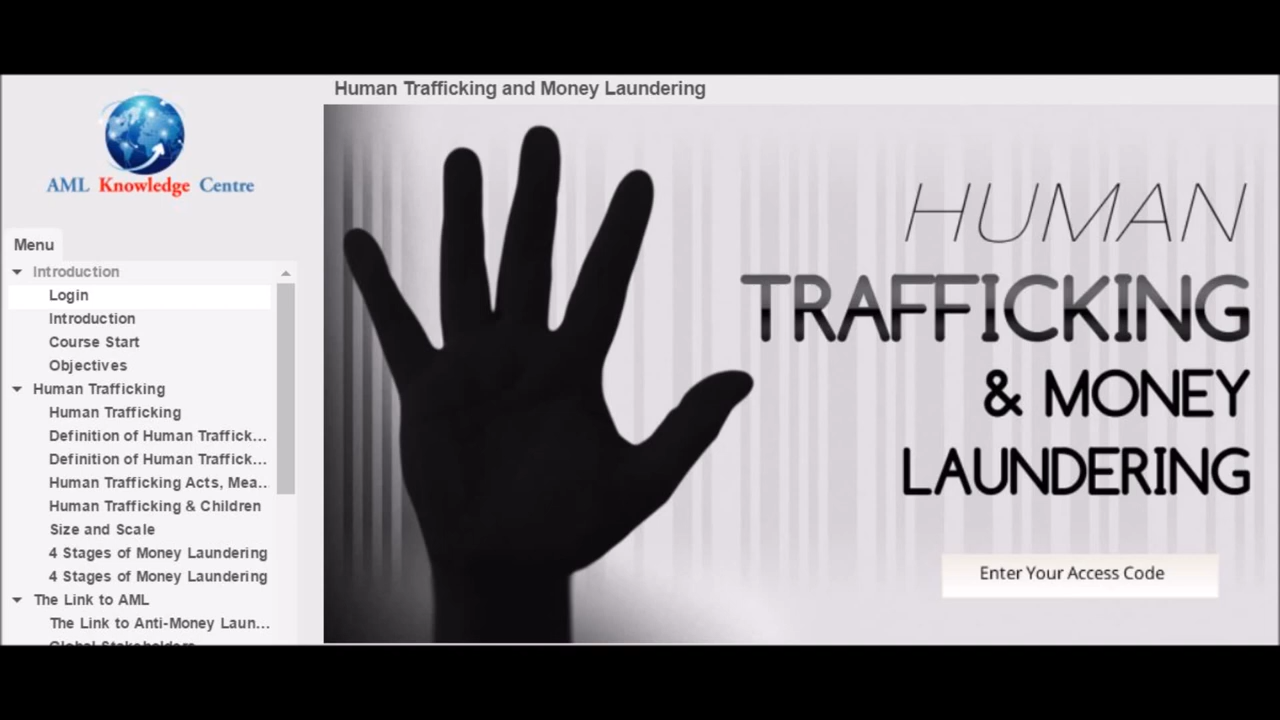 Human Trafficking and Money Laundering
AML Knowledge Centre
Menu
Introduction
Login
Introduction
Course Start
Objectives
Human Trafficking
Human Trafficking
Definition of Human Traffick...
Definition of Human Traffick...
Human Trafficking Acts, Mea...
Human Trafficking & Children
Size and Scale
4 Stages of Money Laundering
4 Stages of Money Laundering
The Link to AML
The Link to Anti-Money Laun...
Global Stakeholders
HUMAN
TRAFFICKING
& MONEY
LAUNDERING
Enter Your Access Code